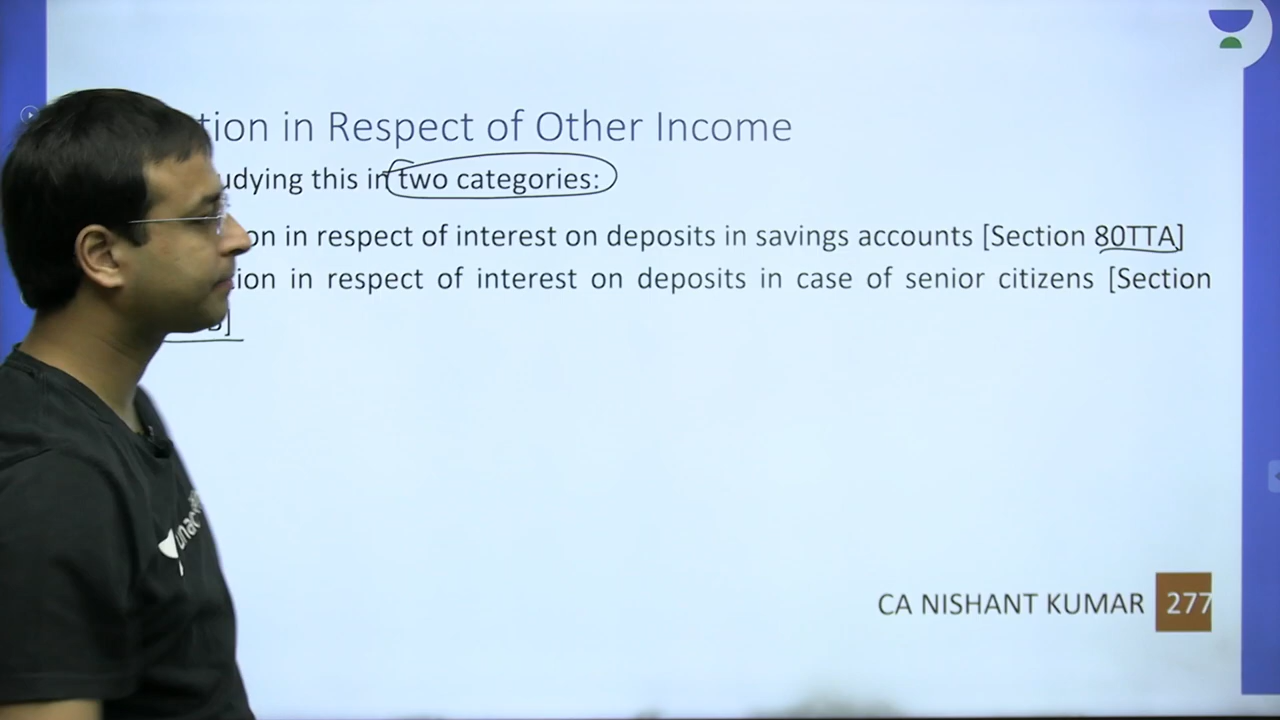 tion in Respect of Other Income
udying this in two categories:
on in respect of interest on deposits in savings accounts [Section 80TTA]
ion in respect of interest on deposits in case of senior citizens [Section
B]
CA NISHANT KUMAR 277